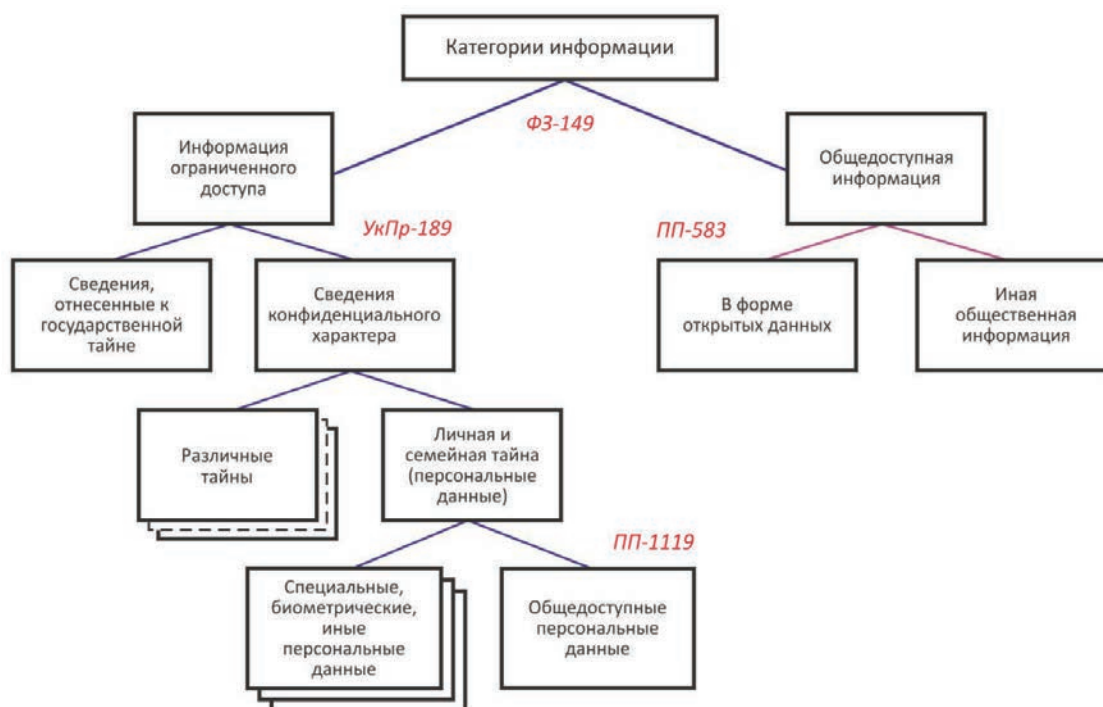 Категории информации
ФЗ-149
Информация
ограниченного
доступа
Общедоступная
информация
УкПр-189
ПП-583
Сведения,
отнесенные к
государственной
тайне
Сведения
конфиденциального
характера
В форме
открытых данных
Иная
общественная
информация
Различные
тайны
Личная и
семейная тайна
(персональные
данные)
ПП-1119
Специальные,
биометрические,
иные
персональные
данные
Общедоступные
персональные
данные